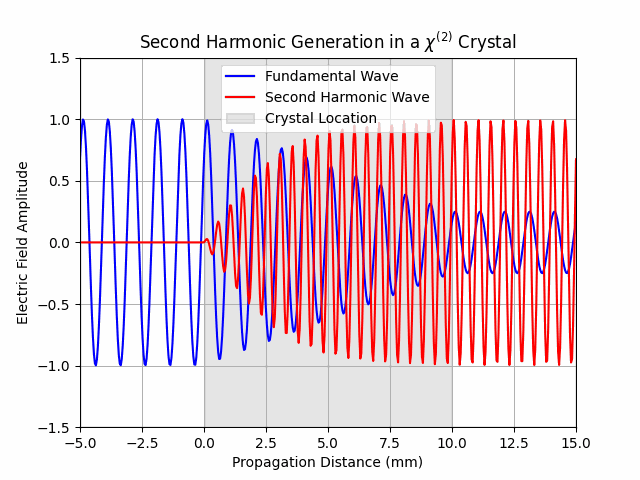 Second Harmonic Generation in a χ⁽²⁾ Crystal
Fundamental Wave
Second Harmonic Wave
Crystal Location
Electric Field Amplitude
1.5
1.0
0.5
0.0
−0.5
−1.0
−1.5
−5.0 −2.5 0.0 2.5 5.0 7.5 10.0 12.5 15.0
Propagation Distance (mm)